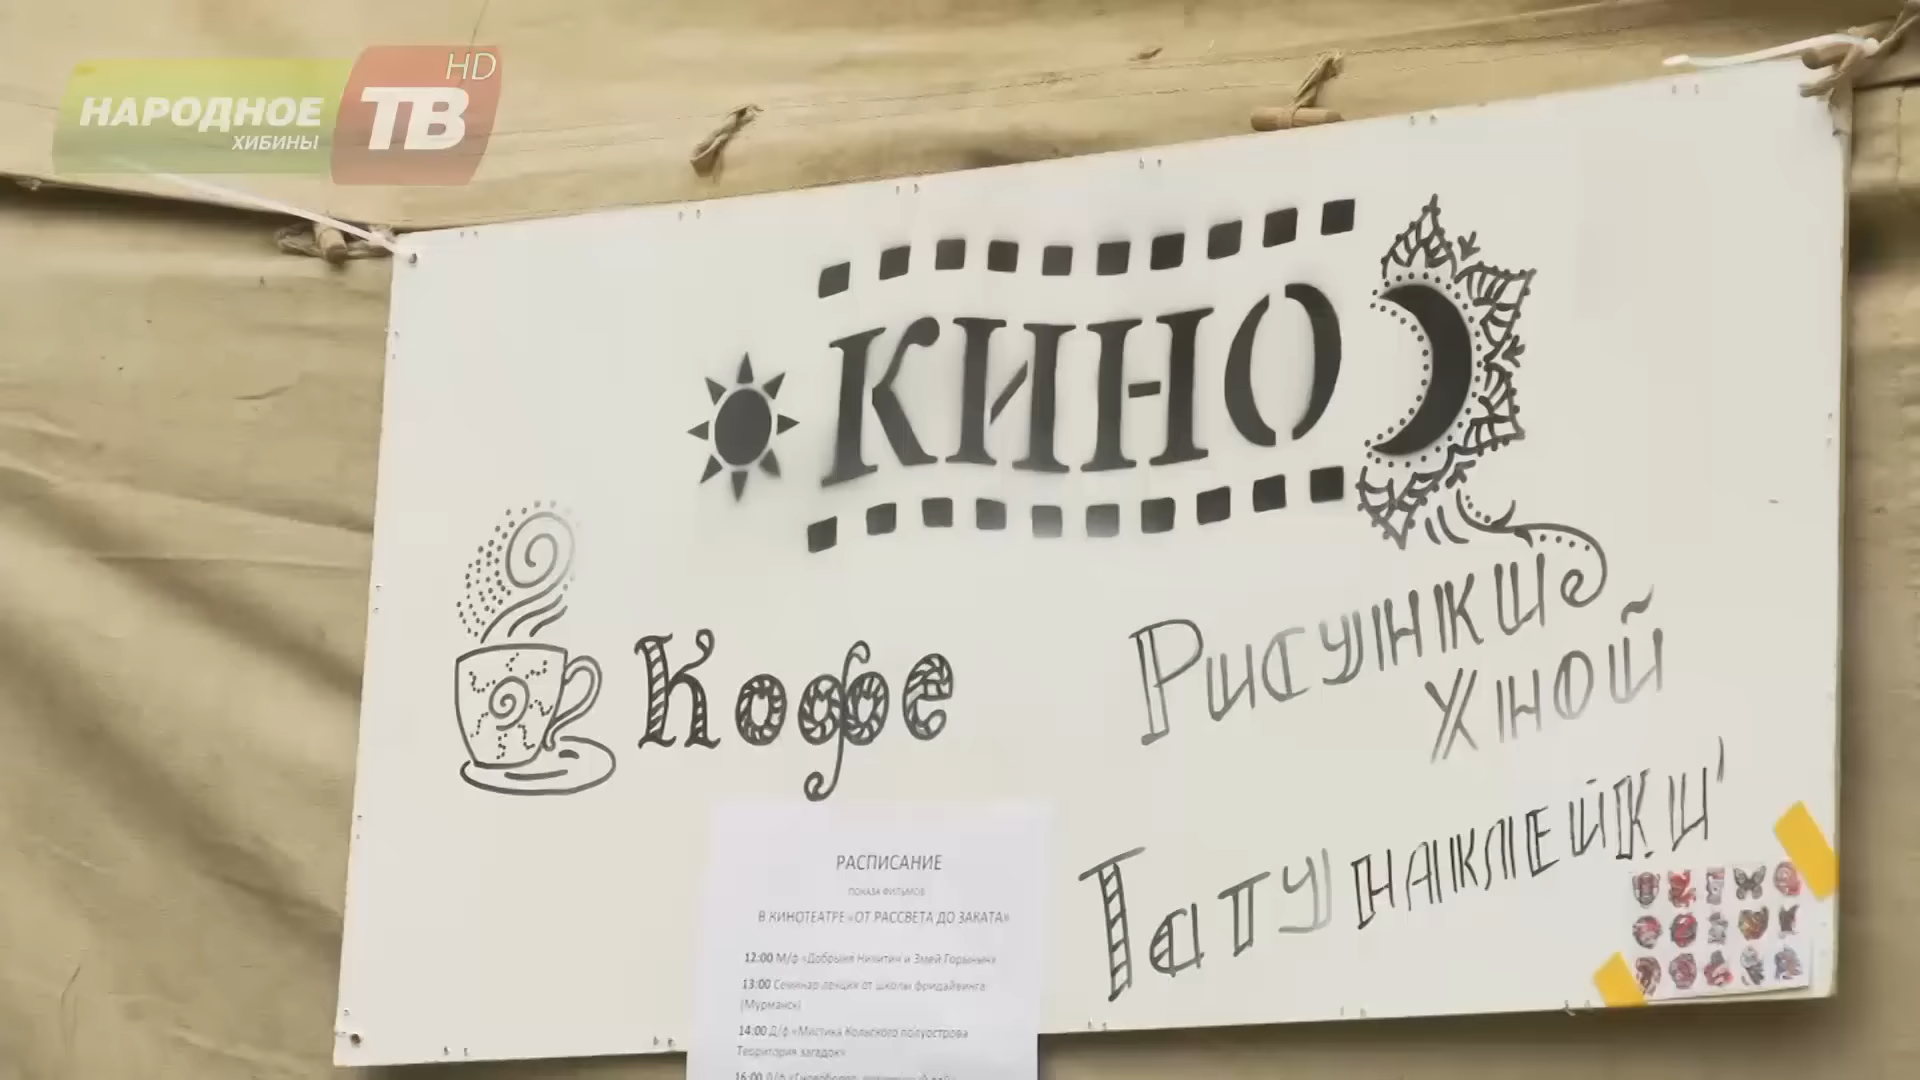 НАРОДНОЕ
ХИБИНЫ
ТВ
HD
КИНО
Кофе
Рисунки
хной
Тату наклейки
РАСПИСАНИЕ
ПОКАЗА ФИЛЬМОВ
В КИНОТЕАТРЕ «ОТ РАССВЕТА ДО ЗАКАТА»
12:00 М/ф «Добрыня Никитич и Змей Горыныч»
13:00 Семинар-лекция от школы фридайвинга
(Мурманск)
14:00 Д/ф «Мистика Кольского полуострова
Территория загадок»
16:00 Д/ф